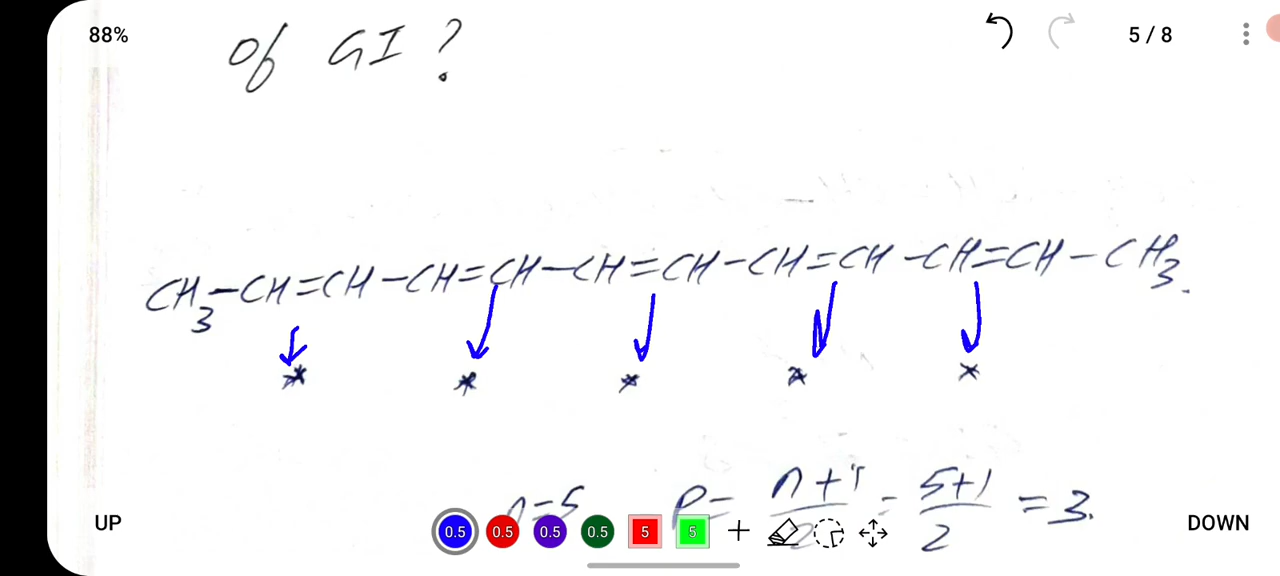 88%
5 / 8
of GI ?
CH3-CH=CH-CH=CH-CH=CH-CH=CH-CH=CH-CH3.
* * * * *
n=5 P= n+1/2 = 5+1/2 = 3.
UP
0.5 0.5 0.5 0.5 5 5 +
DOWN